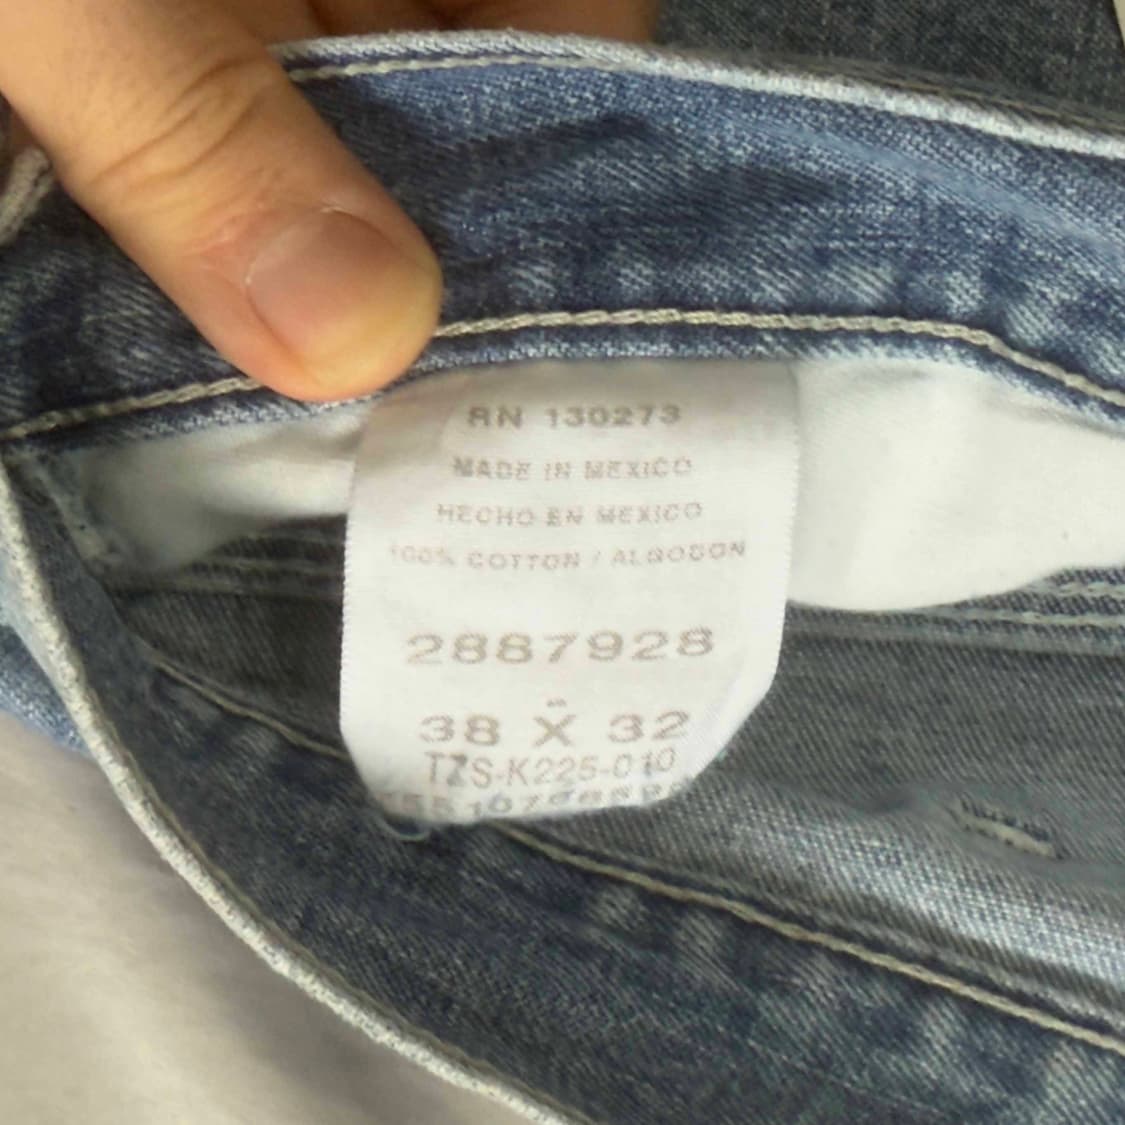 RN 130273
MADE IN MEXICO
HECHO EN MEXICO
100% COTTON / ALGODON
2887928
38 X 32
TZS-K225-010